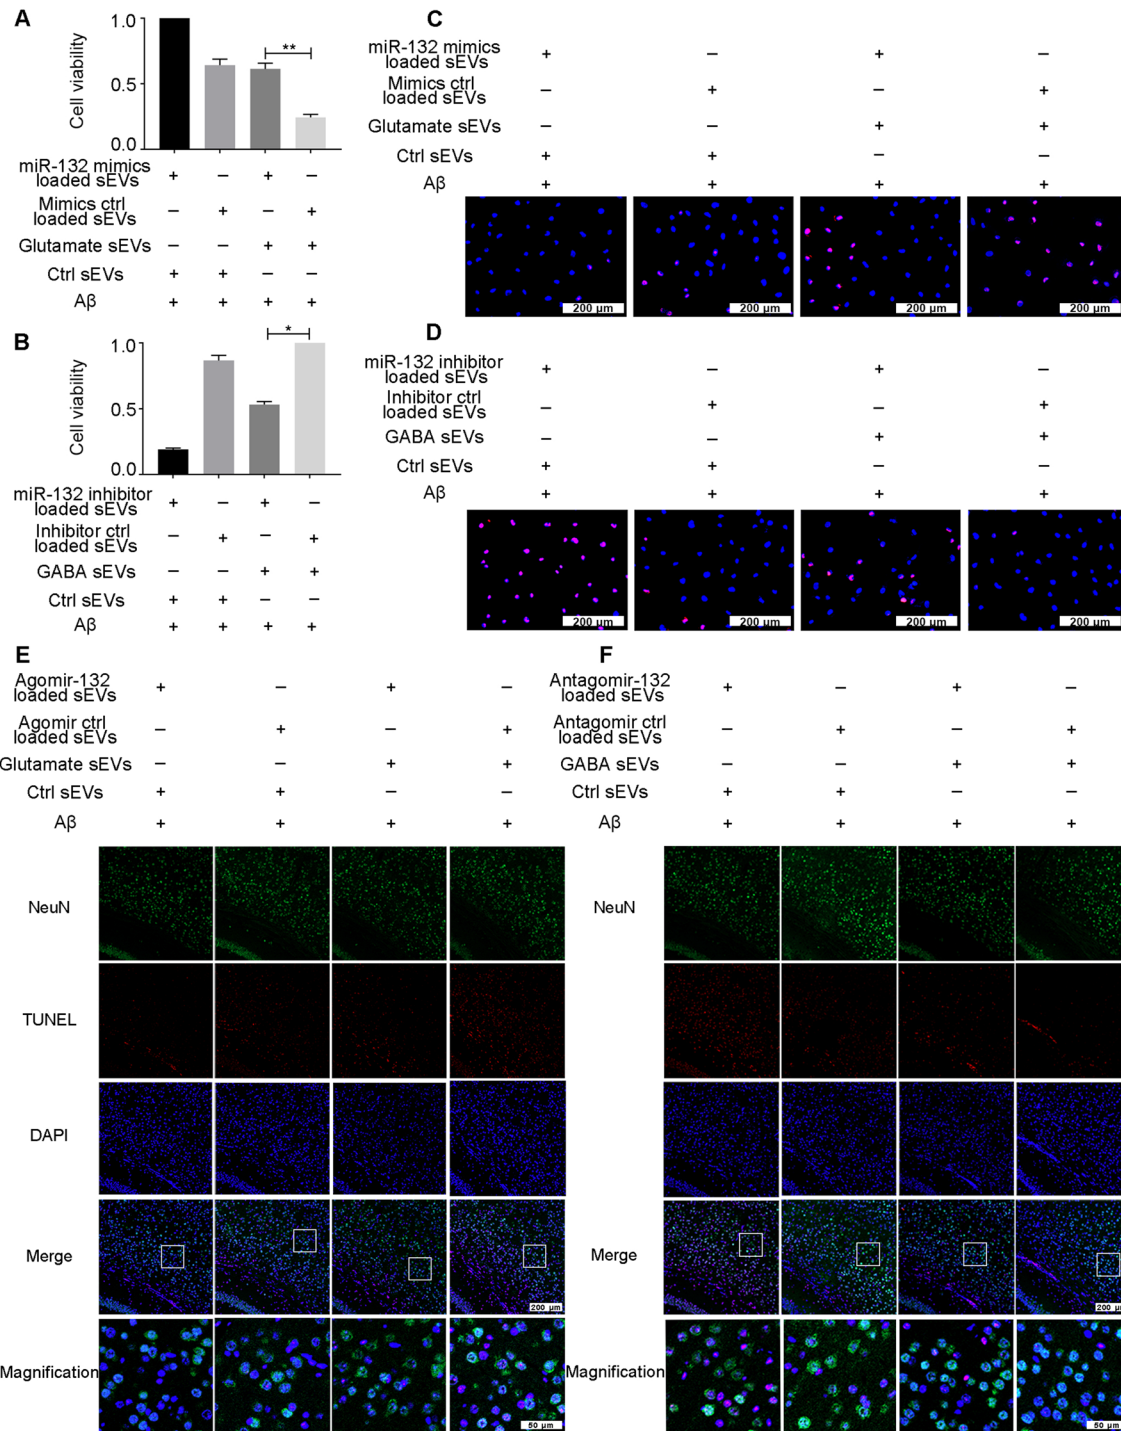 A
1.0
**
Cell viability
0.5
0.0
miR-132 mimics
loaded sEVs + − + −
Mimics ctrl
loaded sEVs − + − +
Glutamate sEVs − − + +
Ctrl sEVs + + − −
Aβ + + + +
B
*
1.0
Cell viability
0.5
0.0
miR-132 inhibitor
loaded sEVs + − + −
Inhibitor ctrl
loaded sEVs − + − +
GABA sEVs − − + +
Ctrl sEVs + + − −
Aβ + + + +
C
miR-132 mimics
loaded sEVs + − + −
Mimics ctrl
loaded sEVs − + − +
Glutamate sEVs − − + +
Ctrl sEVs + + − −
Aβ + + + +
200 μm 200 μm 200 μm 200 μm
D
miR-132 inhibitor
loaded sEVs + − + −
Inhibitor ctrl
loaded sEVs − + − +
GABA sEVs − − + +
Ctrl sEVs + + − −
Aβ + + + +
200 μm 200 μm 200 μm 200 μm
E
Agomir-132
loaded sEVs + − + −
Agomir ctrl
loaded sEVs − + − +
Glutamate sEVs − − + +
Ctrl sEVs + + − −
Aβ + + + +
NeuN
TUNEL
DAPI
Merge
200 μm
Magnification
50 μm
F
Antagomir-132
loaded sEVs + − + −
Antagomir ctrl
loaded sEVs − + − +
GABA sEVs − − + +
Ctrl sEVs + + − −
Aβ + + + +
NeuN
TUNEL
DAPI
Merge
200 μm
Magnification
50 μm